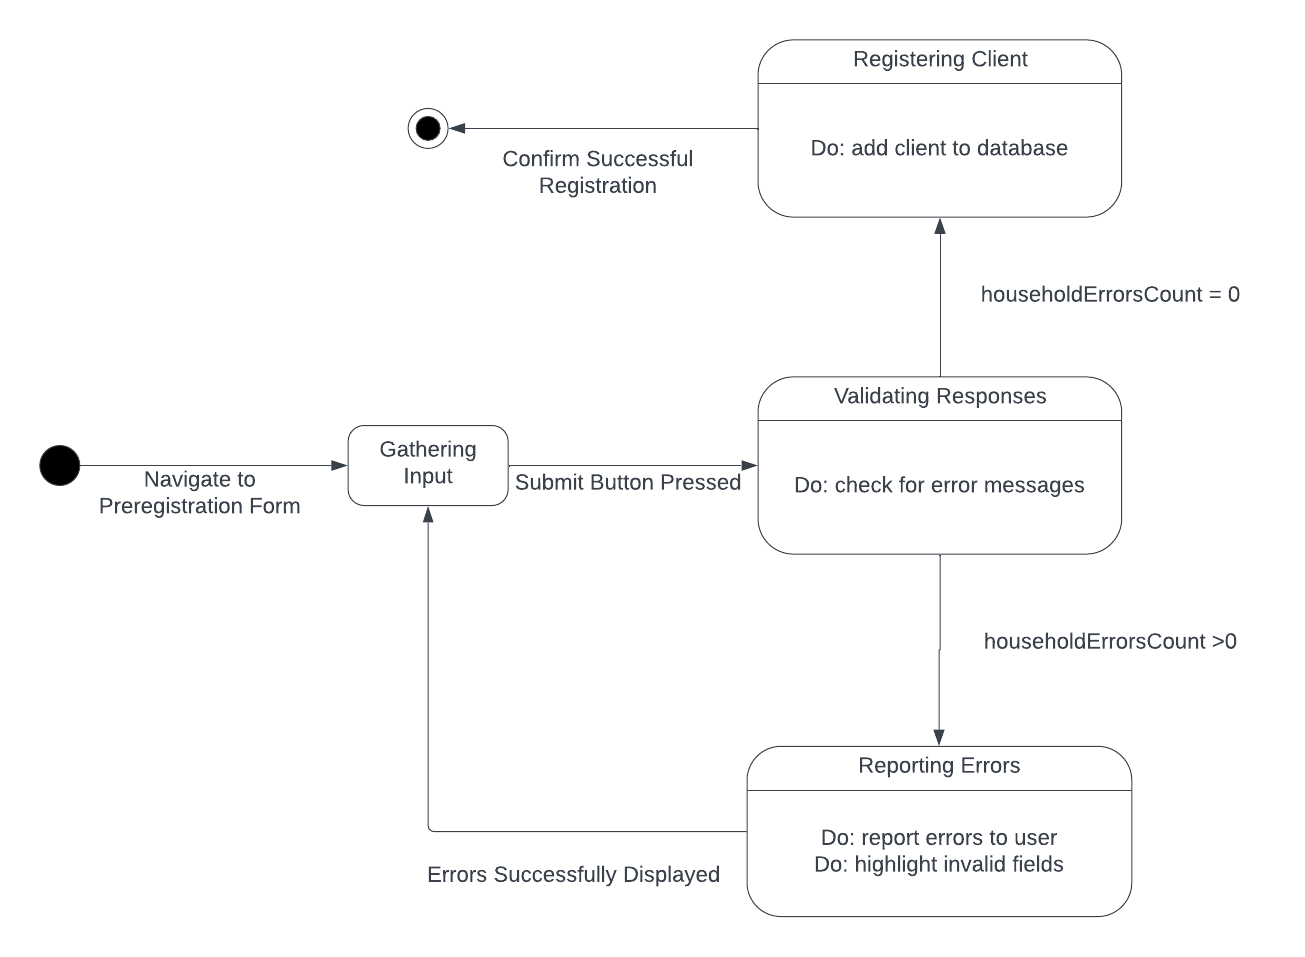 Registering Client
Do: add client to database
Confirm Successful
Registration
householdErrorsCount = 0
Validating Responses
Do: check for error messages
Gathering
Input
Submit Button Pressed
Navigate to
Preregistration Form
householdErrorsCount >0
Reporting Errors
Do: report errors to user
Do: highlight invalid fields
Errors Successfully Displayed